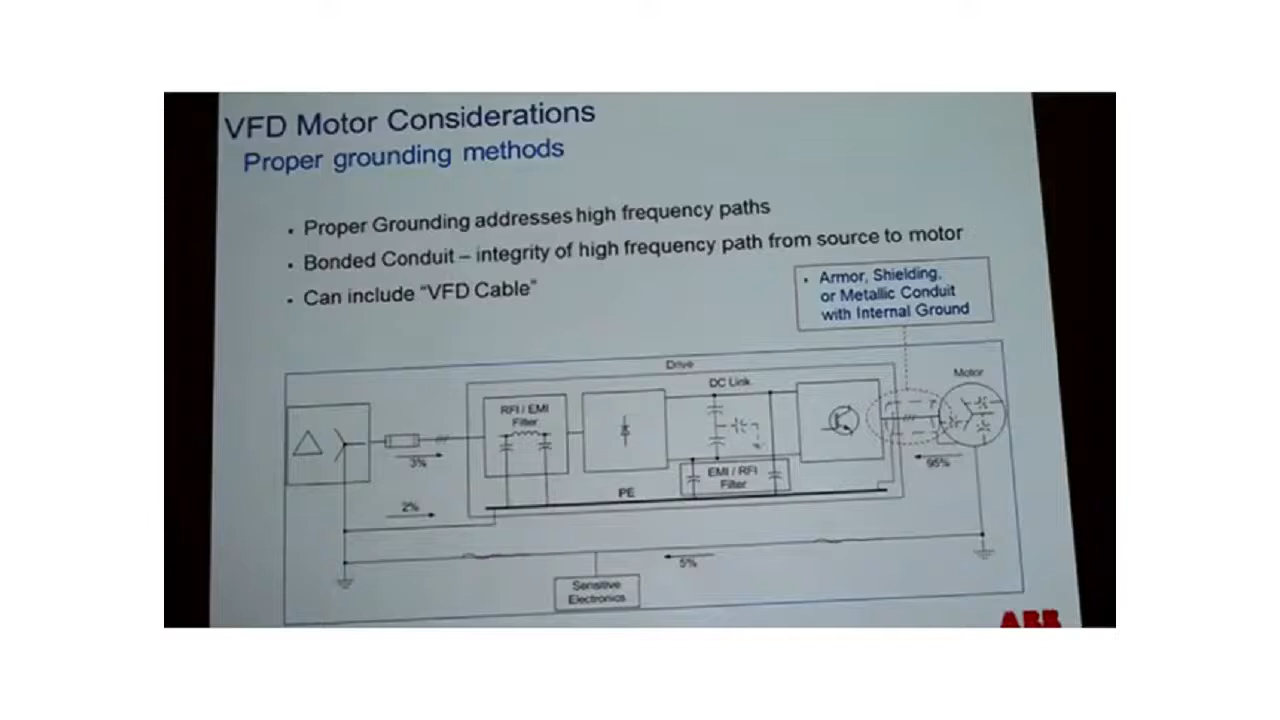 VFD Motor Considerations
Proper grounding methods
• Proper Grounding addresses high frequency paths
• Bonded Conduit – integrity of high frequency path from source to motor
• Can include “VFD Cable”
• Armor, Shielding,
or Metallic Conduit
with Internal Ground
Drive
Motor
DC Link
RFI / EMI
Filter
3%
95%
EMI / RFI
Filter
PE
2%
5%
Sensitive
Electronics
ABB